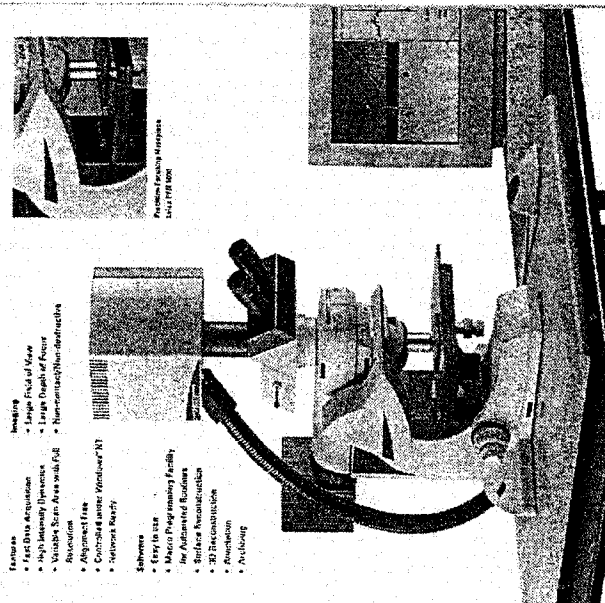 Features
• Fast Data Acquisition
• High Intensity Dynamics
• Variable Scan Area with Full
Resolution
• Alignment Free
• Controlled under Windows NT
• Network Ready
Software
• Easy to use
• Macro Programming Facility
for Automated Routines
• Surface Reconstruction
• 3D Reconstruction
• Annotation
• Archiving
Imaging
• Large Field of View
• Large Depth of Focus
• Non-contact/Non-destructive
Precision Focusing Nosepiece